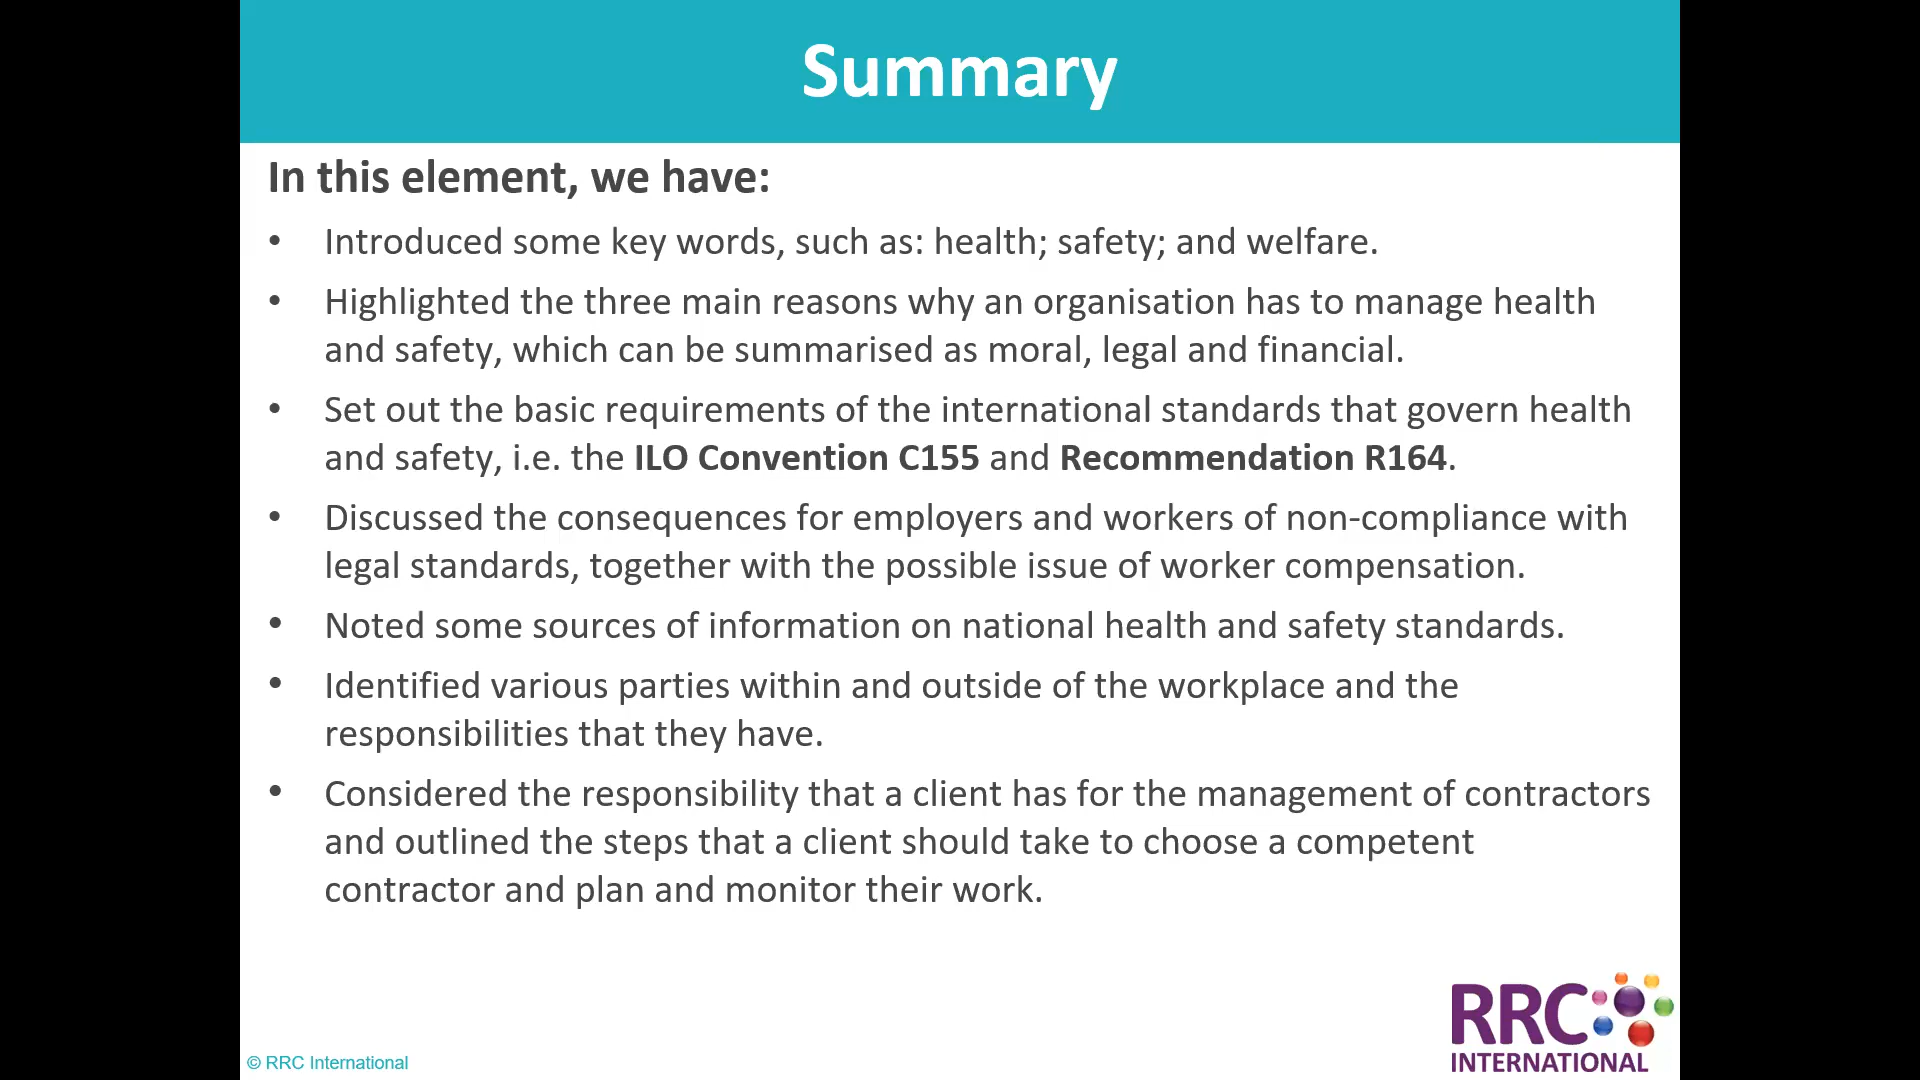 Summary
In this element, we have:
• Introduced some key words, such as: health; safety; and welfare.
• Highlighted the three main reasons why an organisation has to manage health
and safety, which can be summarised as moral, legal and financial.
• Set out the basic requirements of the international standards that govern health
and safety, i.e. the ILO Convention C155 and Recommendation R164.
• Discussed the consequences for employers and workers of non-compliance with
legal standards, together with the possible issue of worker compensation.
• Noted some sources of information on national health and safety standards.
• Identified various parties within and outside of the workplace and the
responsibilities that they have.
• Considered the responsibility that a client has for the management of contractors
and outlined the steps that a client should take to choose a competent
contractor and plan and monitor their work.
RRC
INTERNATIONAL
© RRC International